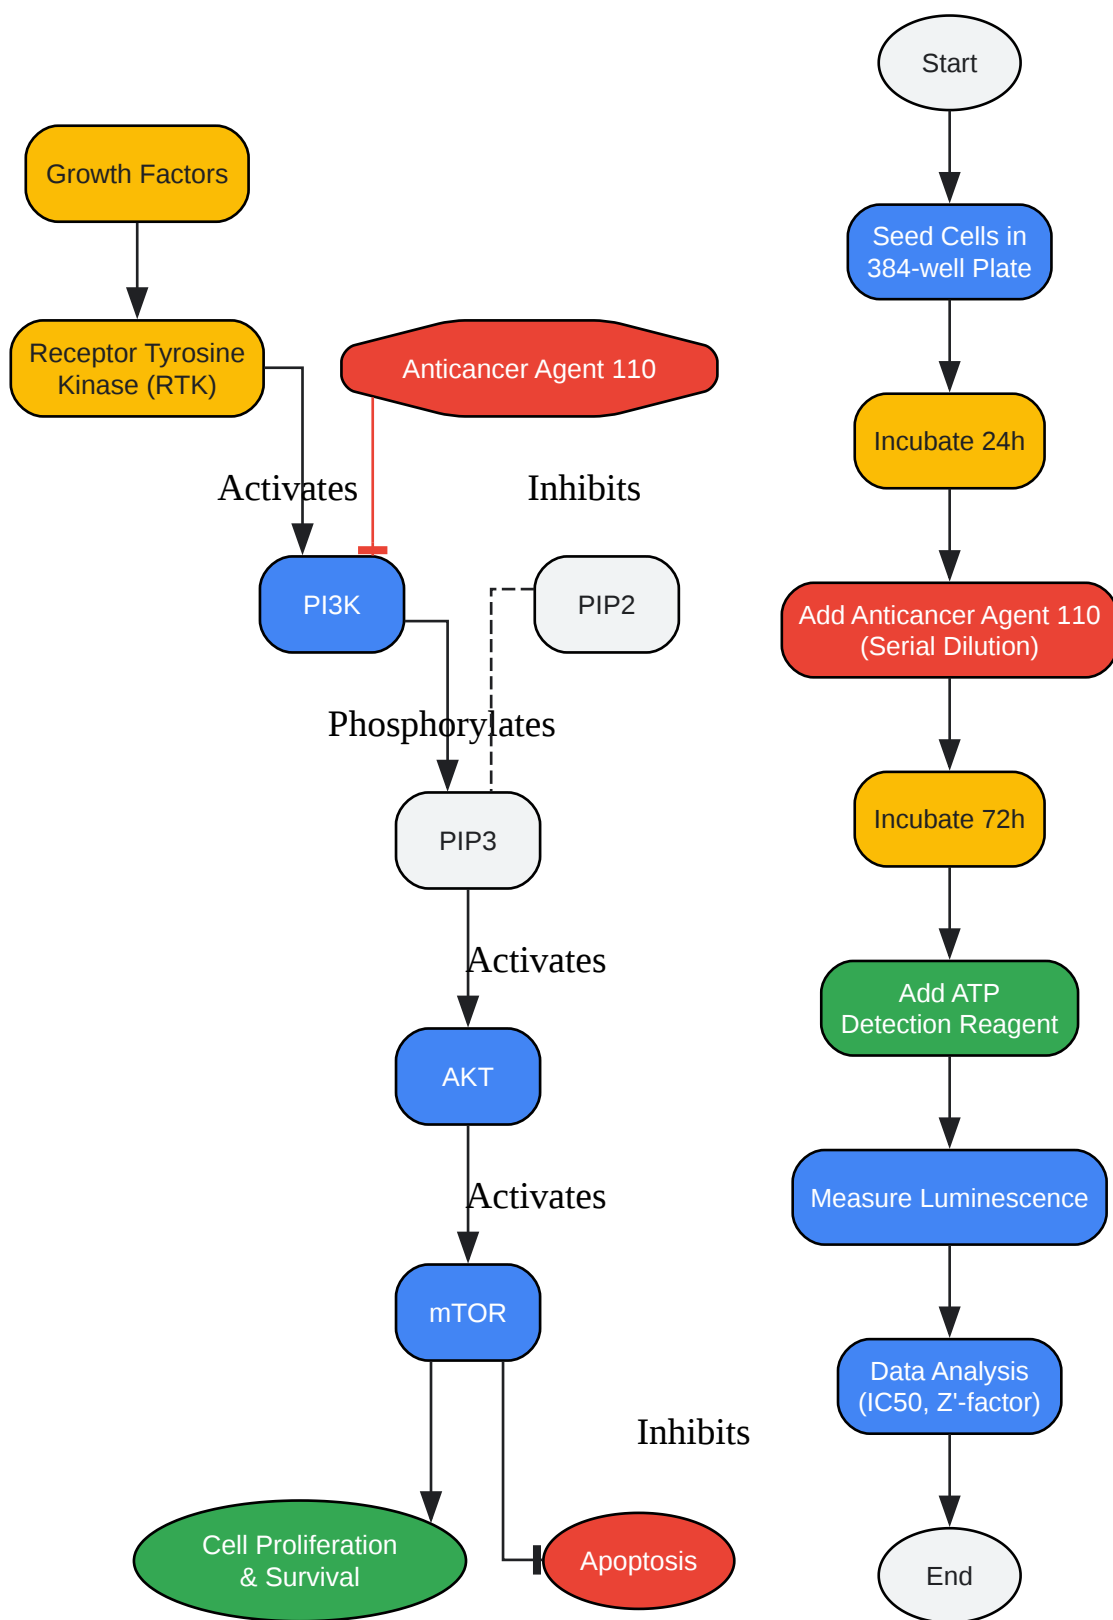 Growth Factors
Receptor Tyrosine
Kinase (RTK)
Anticancer Agent 110
Activates
Inhibits
PI3K
PIP2
Phosphorylates
PIP3
Activates
AKT
Activates
mTOR
Inhibits
Cell Proliferation
& Survival
Apoptosis
Start
Seed Cells in
384-well Plate
Incubate 24h
Add Anticancer Agent 110
(Serial Dilution)
Incubate 72h
Add ATP
Detection Reagent
Measure Luminescence
Data Analysis
(IC50, Z'-factor)
End